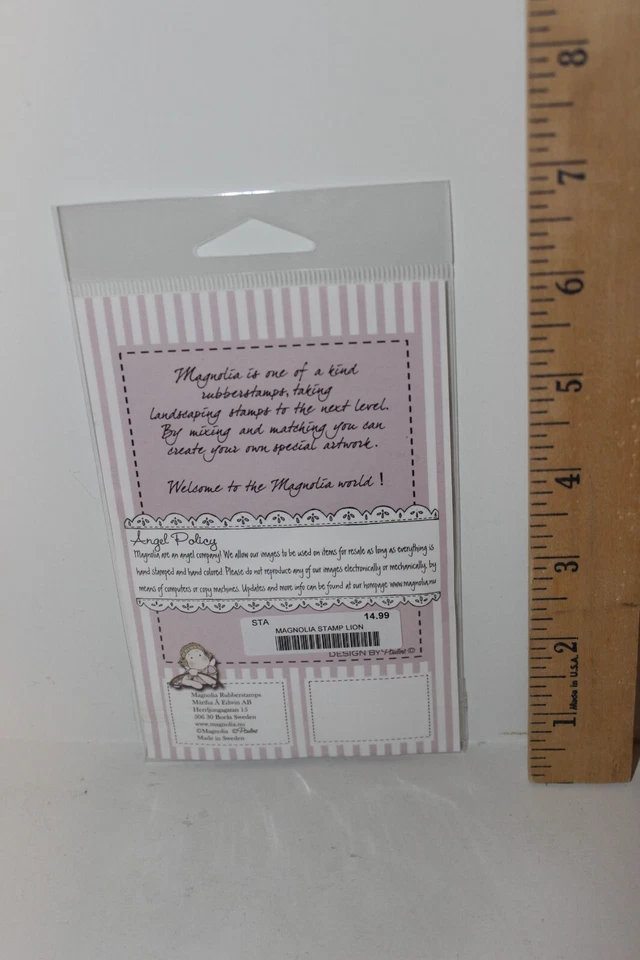 Magnolia is one of a kind
rubberstamps, taking
landscaping stamps to the next level.
By mixing and matching you can
create your own special artwork.
Welcome to the Magnolia world !
Angel Policy
Magnolia are an angel company! We allow our images to be used on items for resale as long as everything is
hand stamped and hand colored. Please do not reproduce any of our images electronically or mechanically, by
means of computers or copy machines. Updates and more info can be found at our hompage www.magnolia.nu
STA 14.99
MAGNOLIA STAMP LION
DESIGN BY ©
Magnolia Rubberstamps
Märtha Å Edwin AB
Herrljungagatan 15
506 30 Borås Sweden
www.magnolia.nu
©Magnolia ©
Made in Sweden
8
7
6
5
4
3
2
1
Made in U.S.A.